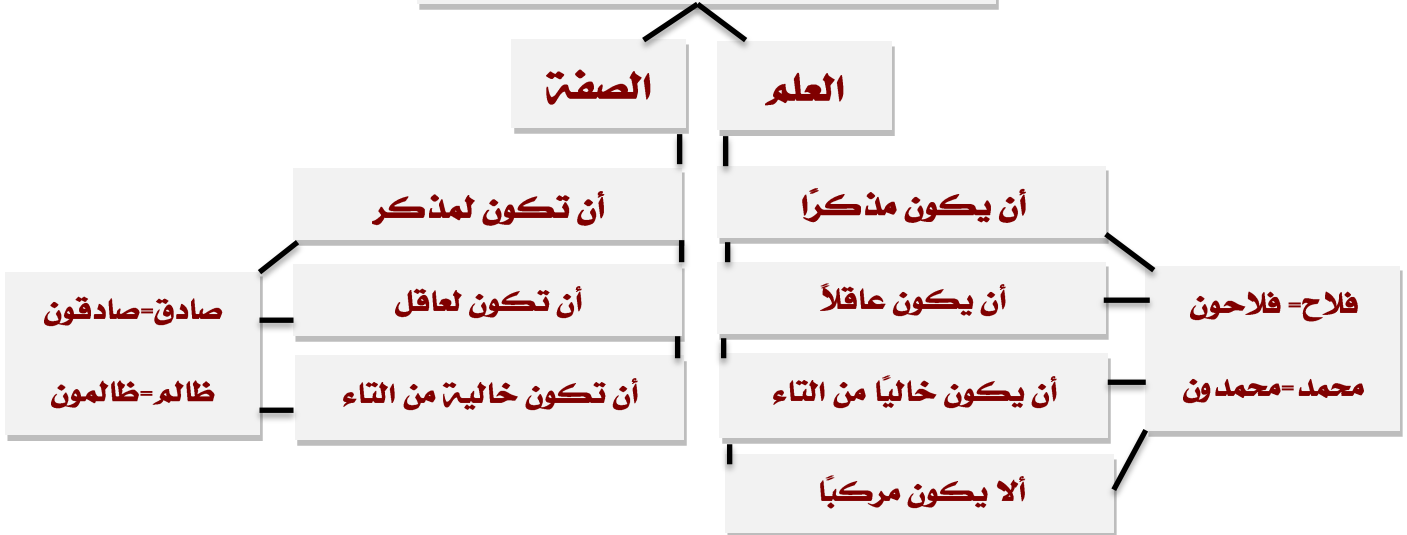 العلم
الصفة
أن يكون مذكرًا
أن تكون لمذكر
أن يكون عاقلاً
أن تكون لعاقل
أن يكون خاليًا من التاء
أن تكون خالية من التاء
ألا يكون مركبًا
فلاح= فلاحون
محمد=محمدون
صادق=صادقون
ظالم=ظالمون